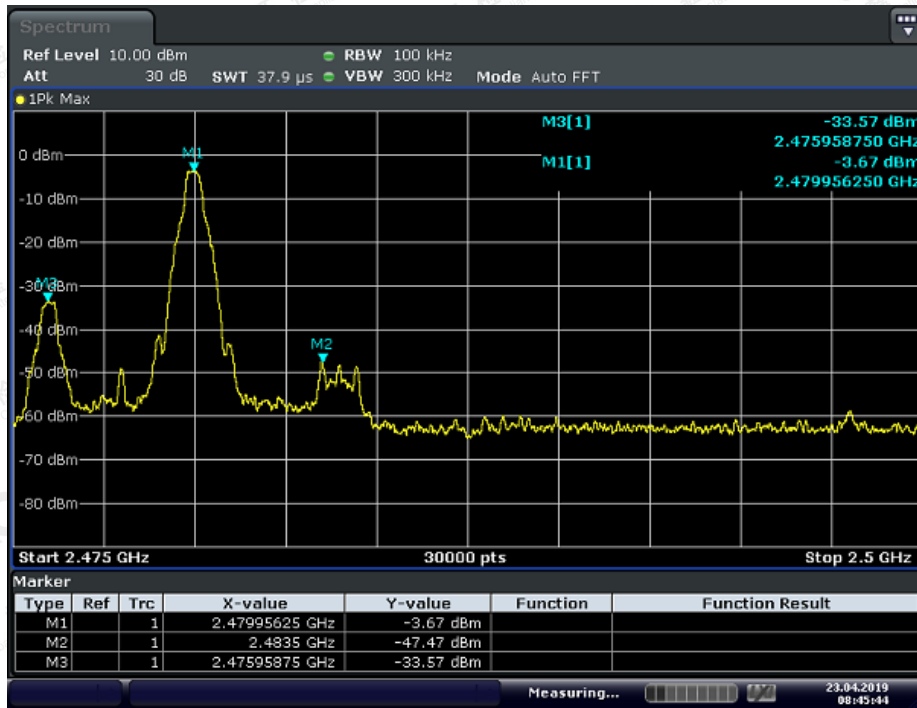 Spectrum
Ref Level 10.00 dBm RBW 100 kHz
Att 30 dB SWT 37.9 µs VBW 300 kHz Mode Auto FFT
1Pk Max
M3[1] -33.57 dBm
2.475958750 GHz
M1[1] -3.67 dBm
2.479956250 GHz
M1
M2
M3
0 dBm
-10 dBm
-20 dBm
-30 dBm
-40 dBm
-50 dBm
-60 dBm
-70 dBm
-80 dBm
Start 2.475 GHz 30000 pts Stop 2.5 GHz
Marker
Type Ref Trc X-value Y-value Function Function Result
M1 1 2.47995625 GHz -3.67 dBm
M2 1 2.4835 GHz -47.47 dBm
M3 1 2.47595875 GHz -33.57 dBm
Measuring... 23.04.2019
08:45:44